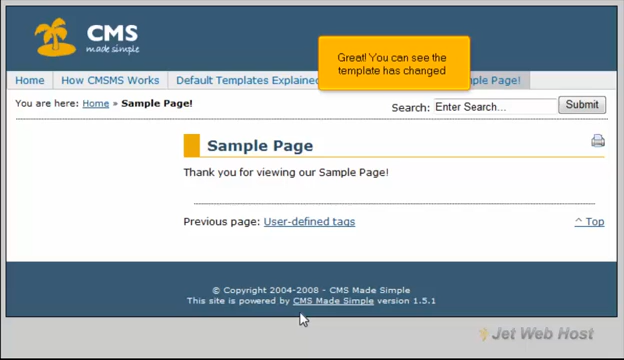 CMS
made simple
Great! You can see the
template has changed
Home How CMSMS Works Default Templates Explained ple Page!
You are here: Home » Sample Page!
Search: Enter Search... Submit
Sample Page
Thank you for viewing our Sample Page!
Previous page: User-defined tags
^ Top
© Copyright 2004-2008 - CMS Made Simple
This site is powered by CMS Made Simple version 1.5.1
Jet Web Host